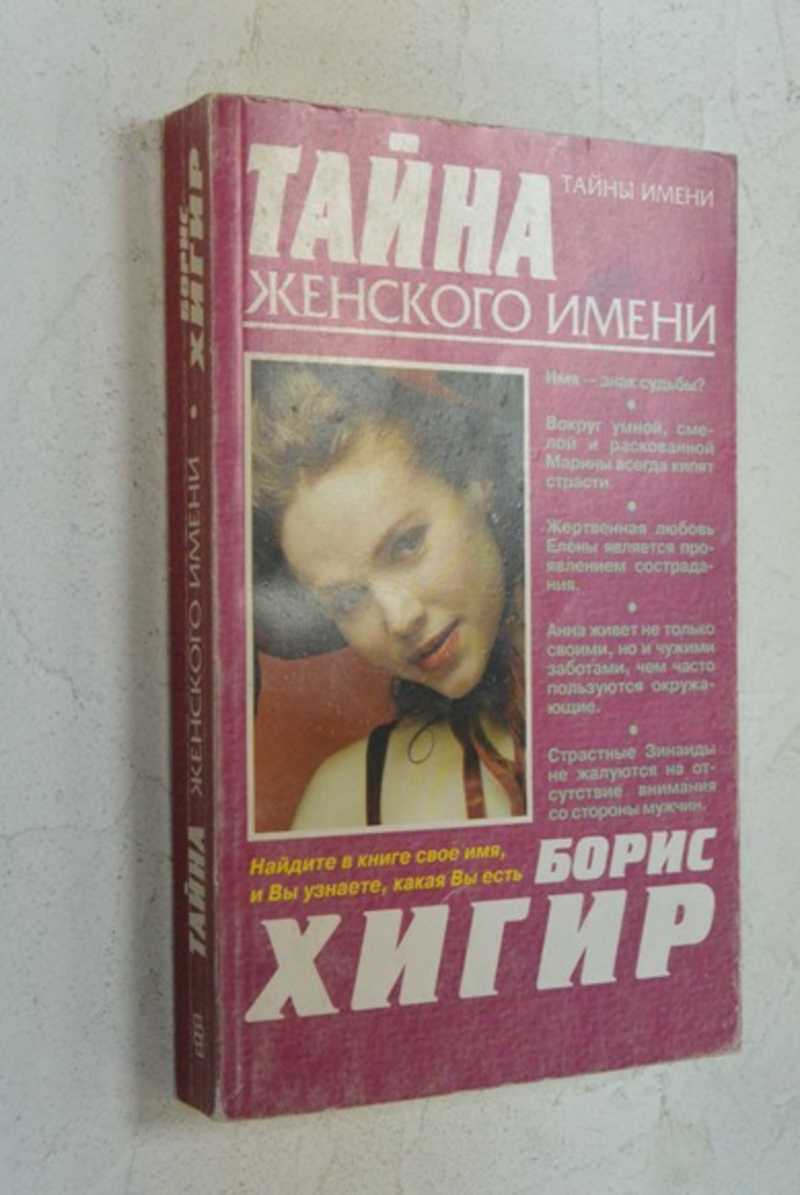 ТАЙНА
ТАЙНЫ ИМЕНИ
ЖЕНСКОГО ИМЕНИ
Имя — знак судьбы?
•
Вокруг умной, сме-
лой и раскованной
Марины всегда кипят
страсти.
•
Жертвенная любовь
Елены является про-
явлением сострада-
ния.
•
Анна живет не только
своими, но и чужими
заботами, чем часто
пользуются окружа-
ющие.
•
Страстные Зинаиды
не жалуются на от-
сутствие внимания
со стороны мужчин.
Найдите в книге свое имя,
и Вы узнаете, какая Вы есть
БОРИС
ХИГИР
ТАЙНА ЖЕНСКОГО ИМЕНИ • БОРИС ХИГИР